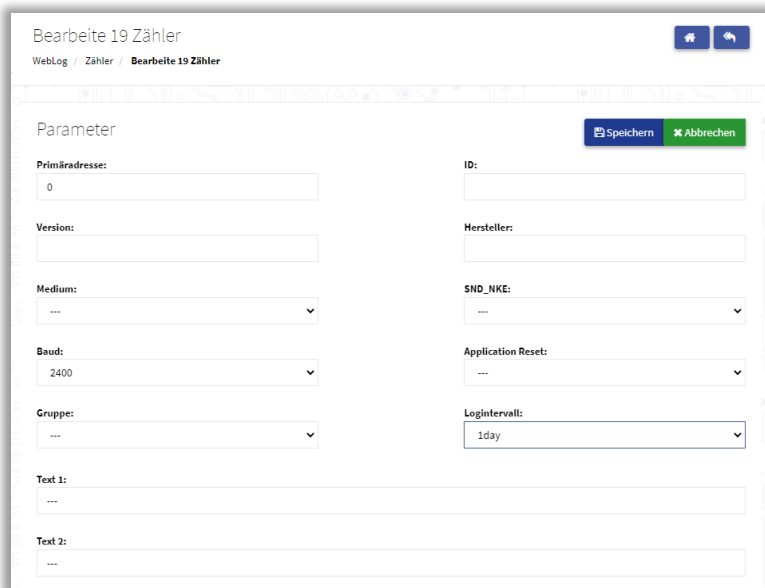 Bearbeite 19 Zähler
WebLog / Zähler / Bearbeite 19 Zähler
Parameter
Speichern
Abbrechen
Primäradresse:
ID:
0
Version:
Hersteller:
Medium:
SND_NKE:
---
---
Baud:
Application Reset:
2400
---
Gruppe:
Logintervall:
---
1day
Text 1:
---
Text 2:
---